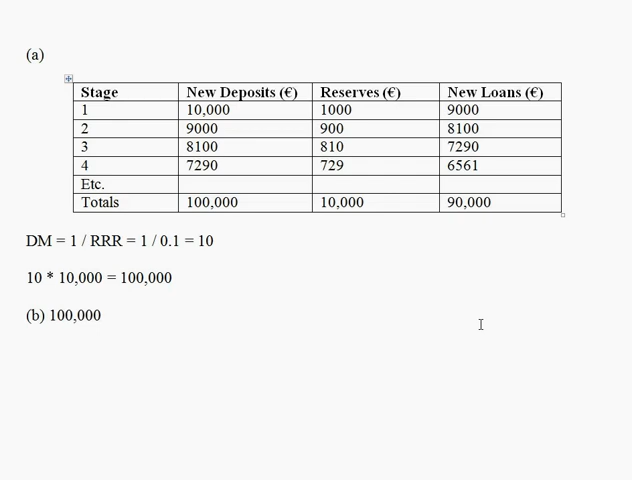 (a)
Stage New Deposits (€) Reserves (€) New Loans (€)
1 10,000 1000 9000
2 9000 900 8100
3 8100 810 7290
4 7290 729 6561
Etc.
Totals 100,000 10,000 90,000
DM = 1 / RRR = 1 / 0.1 = 10
10 * 10,000 = 100,000
(b) 100,000